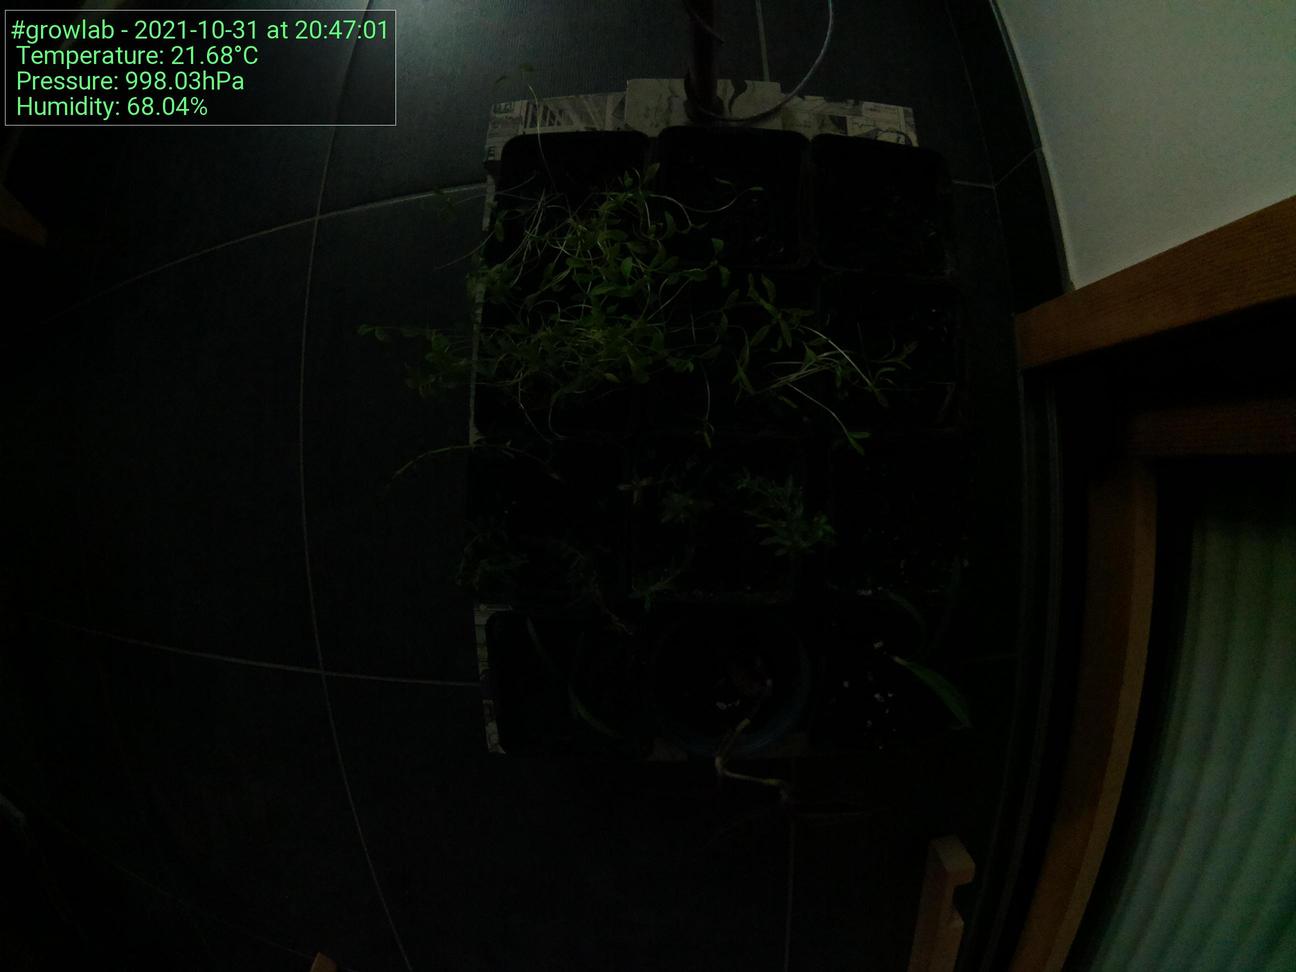 #growlab - 2021-10-31 at 20:47:01
Temperature: 21.68°C
Pressure: 998.03hPa
Humidity: 68.04%